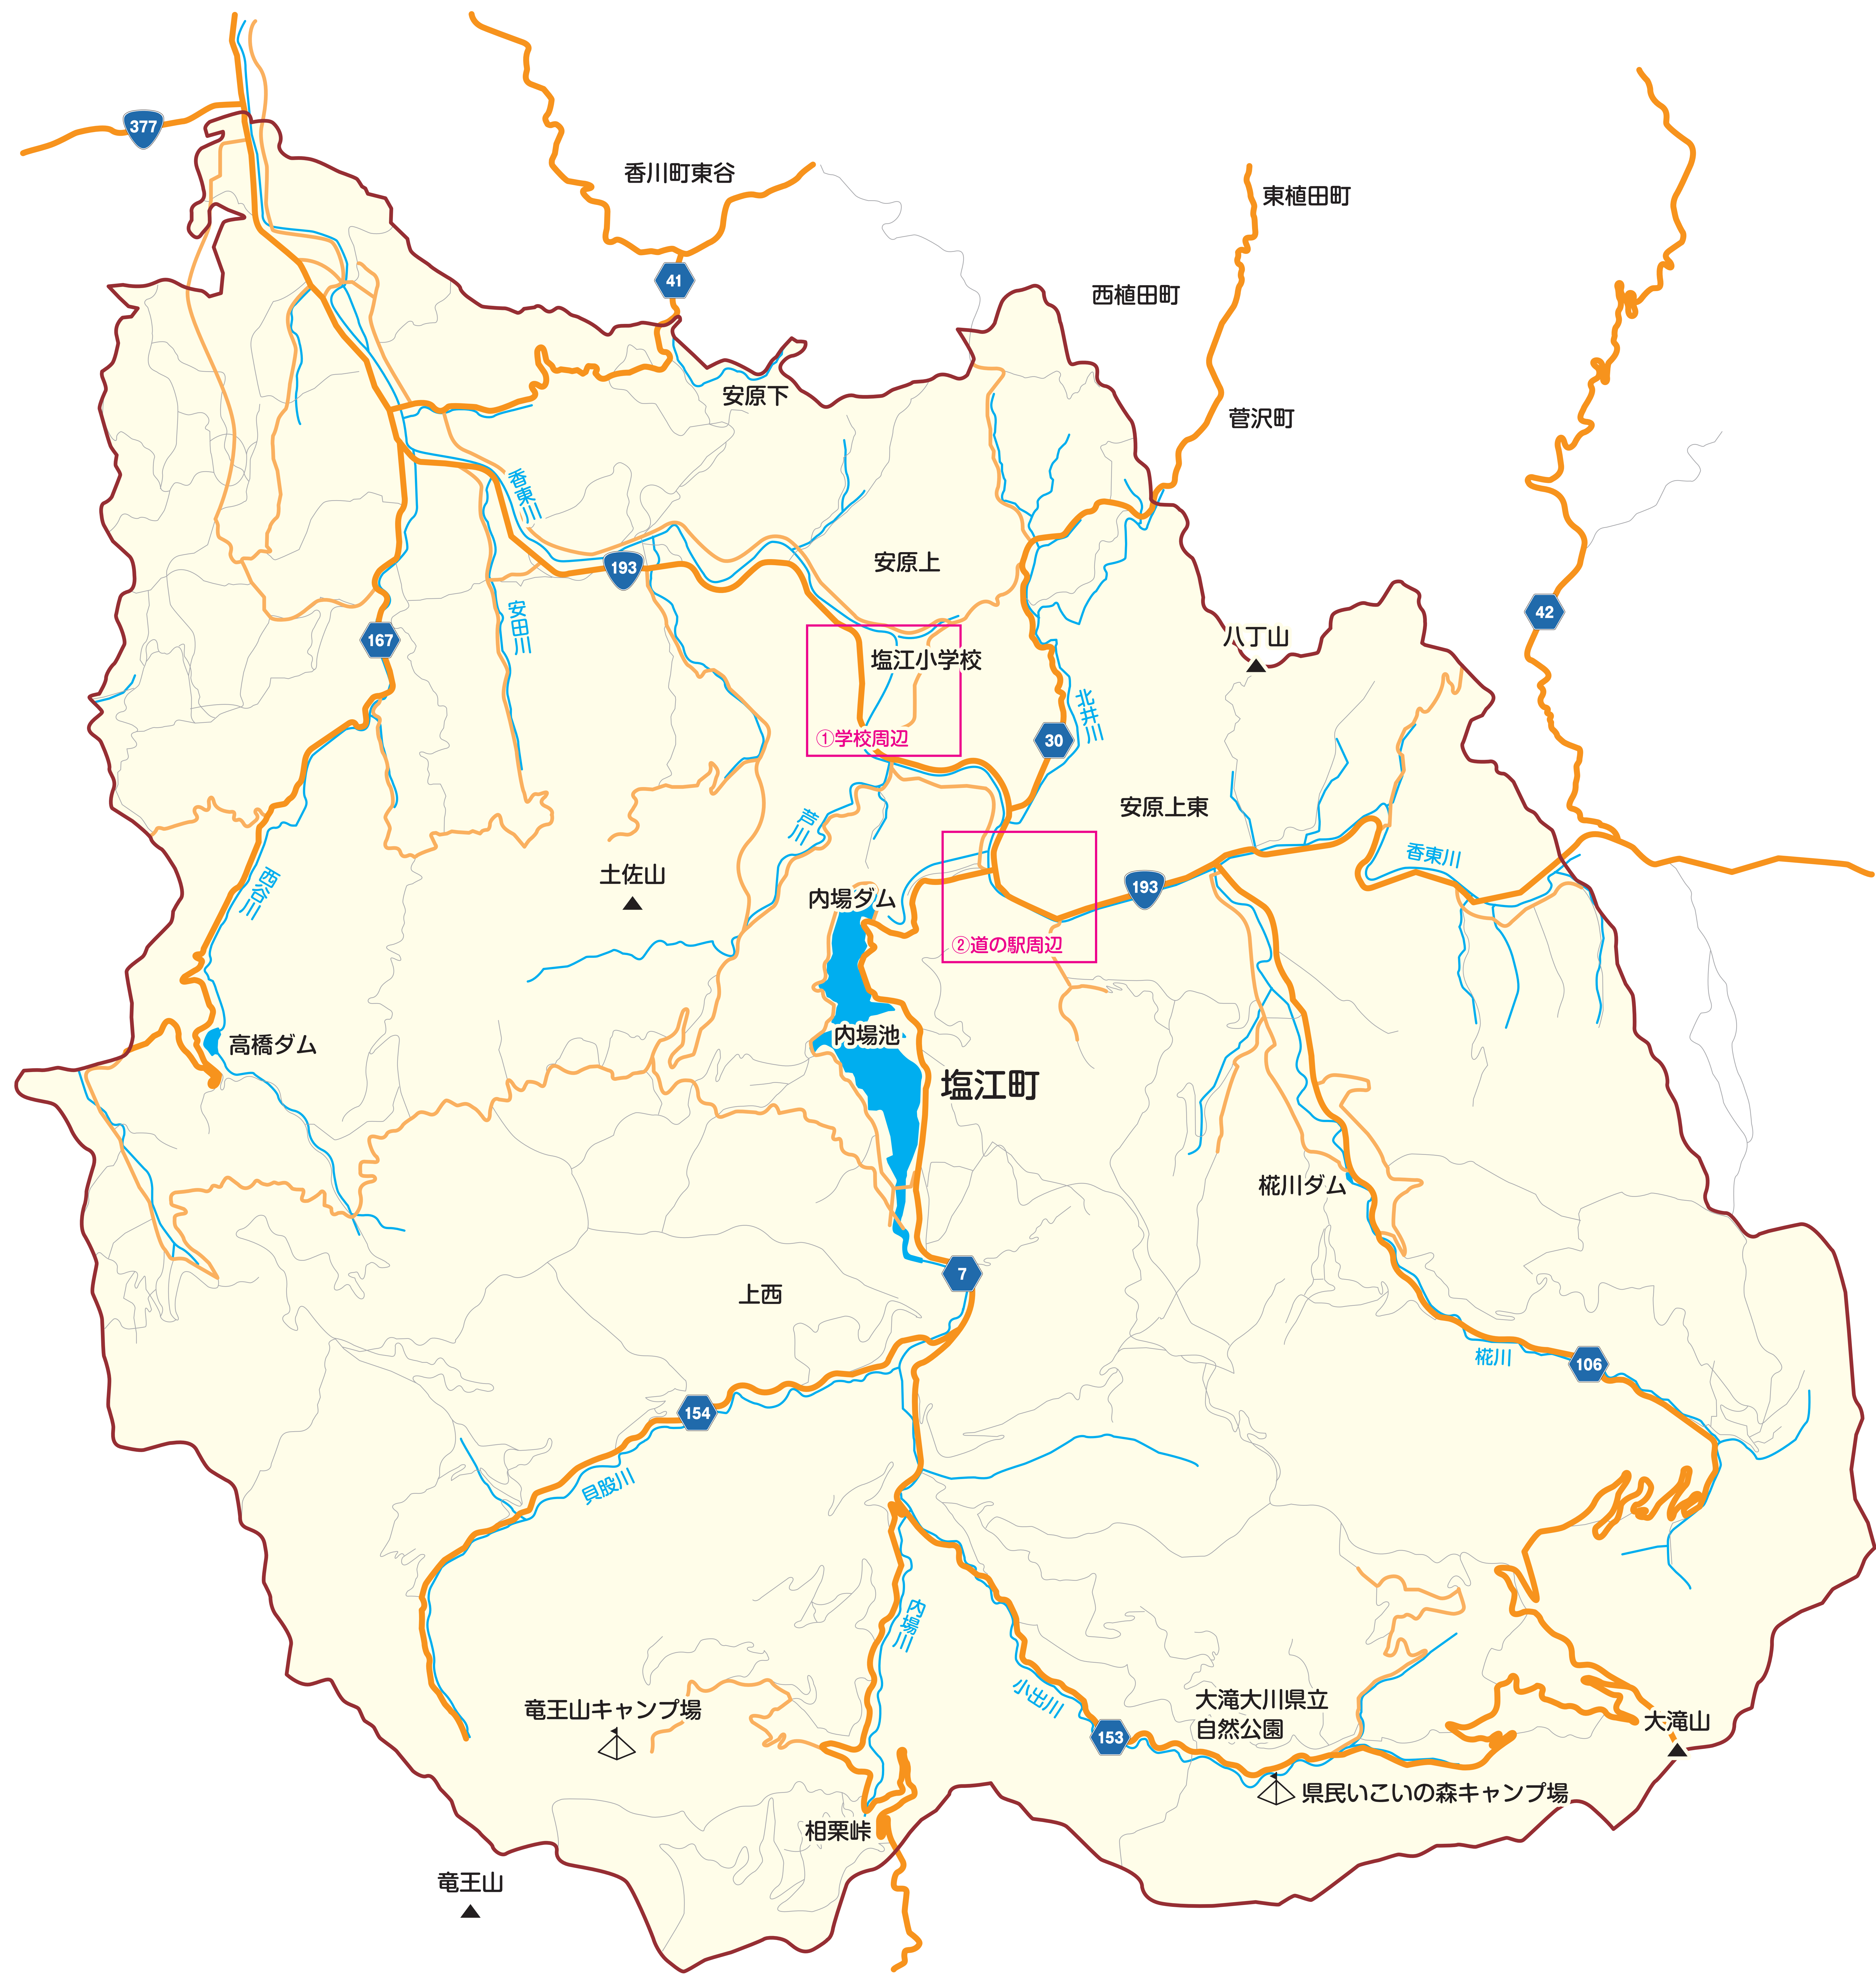 377
香川町東谷
東植田町
41
西植田町
安原下
菅沢町
香東川
安原上
193
安田川
42
167
八丁山
塩江小学校
①学校周辺
北井川
30
安原上東
芦川
香東川
土佐山
西谷川
内場ダム
193
②道の駅周辺
高橋ダム
内場池
塩江町
椛川ダム
7
上西
椛川
106
154
貝股川
内場川
小出川
大滝大川県立
自然公園
竜王山キャンプ場
大滝山
153
県民いこいの森キャンプ場
相栗峠
竜王山